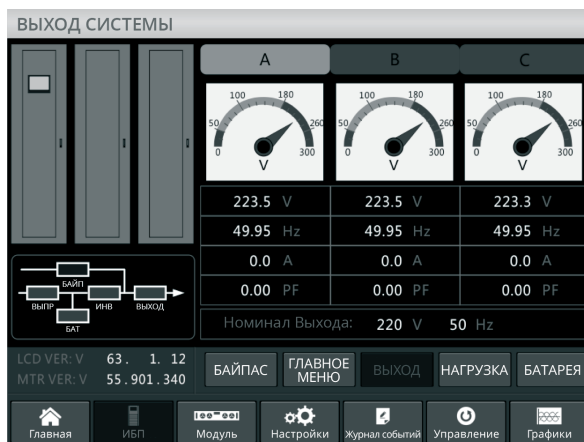 ВЫХОД СИСТЕМЫ
A B C
50 100 180 260 0 300 V
50 100 180 260 0 300 V
50 100 180 260 0 300 V
223.5 V 223.5 V 223.3 V
49.95 Hz 49.95 Hz 49.95 Hz
0.0 A 0.0 A 0.0 A
0.00 PF 0.00 PF 0.00 PF
Номинал Выхода: 220 V 50 Hz
БАЙП
ВЫПР ИНВ ВЫХОД
БАТ
LCD VER: V 63. 1. 12
MTR VER: V 55.901.340
БАЙПАС
ГЛАВНОЕ
МЕНЮ
ВЫХОД
НАГРУЗКА
БАТАРЕЯ
Главная ИБП Модуль Настройки Журнал событий Управление Графики